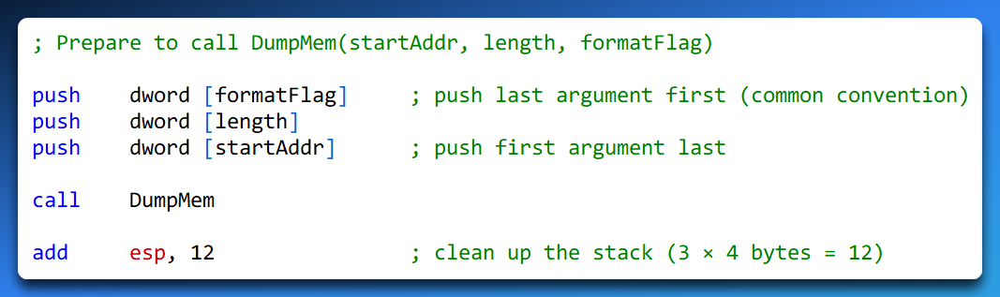 ; Prepare to call DumpMem(startAddr, length, formatFlag)
push dword [formatFlag] ; push last argument first (common convention)
push dword [length]
push dword [startAddr] ; push first argument last
call DumpMem
add esp, 12 ; clean up the stack (3 × 4 bytes = 12)